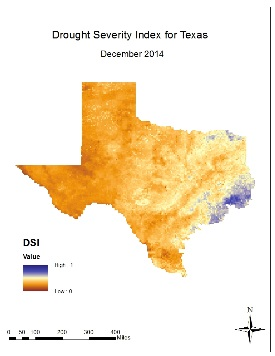 Drought Severity Index for Texas
December 2014
DSI
Value
High : 1
Low : 0
N
0 50 100 200 300 400
Miles